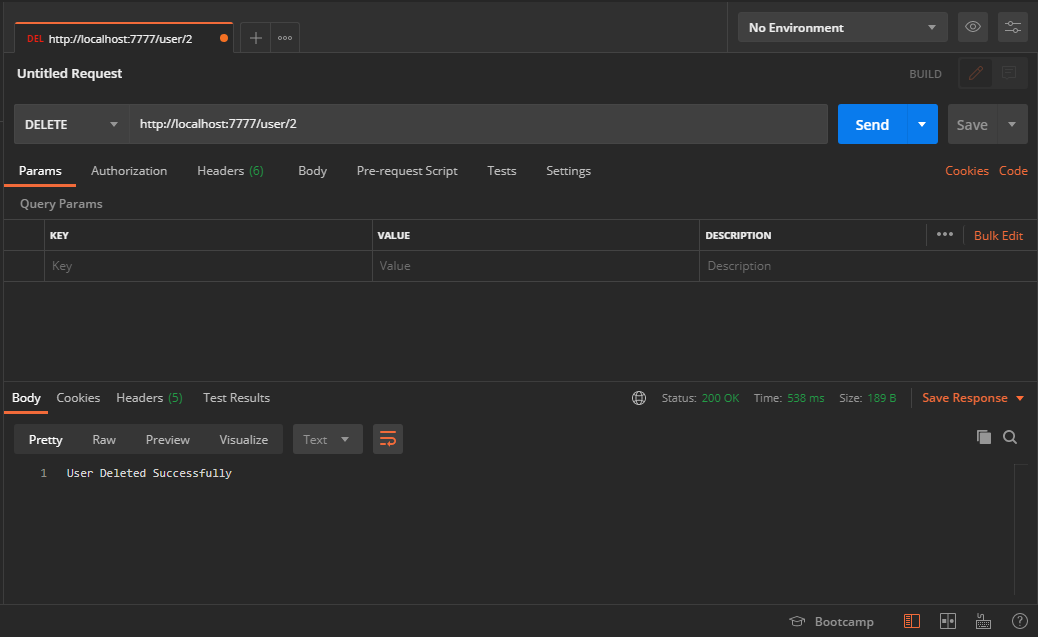 DEL http://localhost:7777/user/2
No Environment
Untitled Request
BUILD
DELETE http://localhost:7777/user/2 Send Save
Params Authorization Headers (6) Body Pre-request Script Tests Settings Cookies Code
Query Params
KEY VALUE DESCRIPTION Bulk Edit
Key Value Description
Body Cookies Headers (5) Test Results Status: 200 OK Time: 538 ms Size: 189 B Save Response
Pretty Raw Preview Visualize Text
1 User Deleted Successfully
Bootcamp